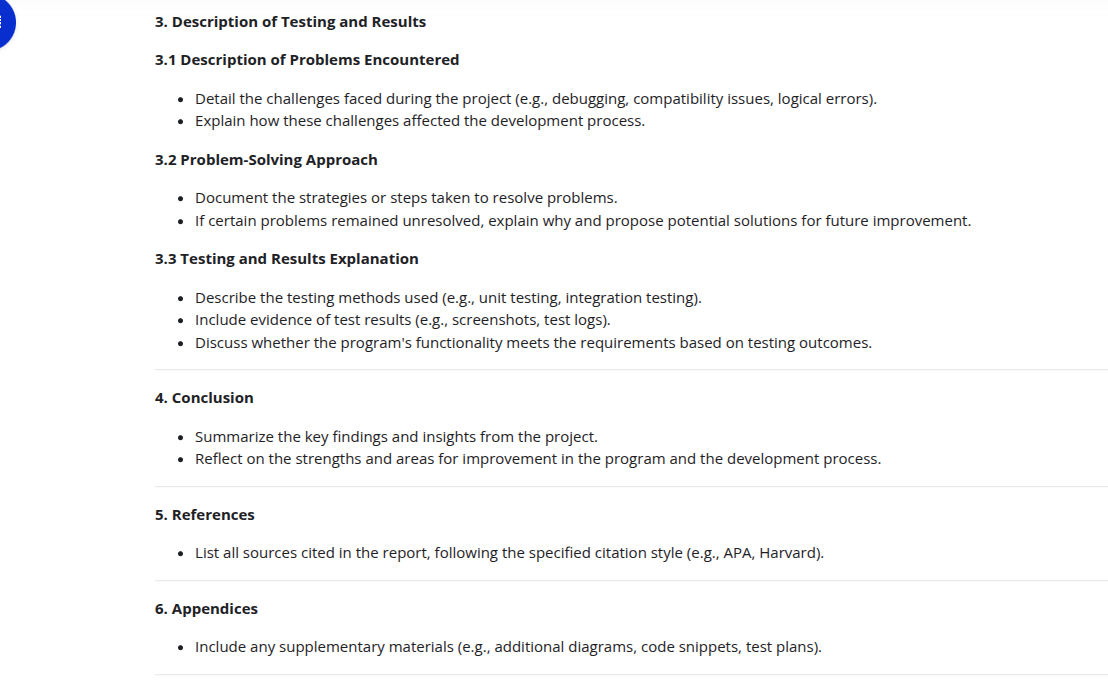 3. Description of Testing and Results
3.1 Description of Problems Encountered
• Detail the challenges faced during the project (e.g., debugging, compatibility issues, logical errors).
• Explain how these challenges affected the development process.
3.2 Problem-Solving Approach
• Document the strategies or steps taken to resolve problems.
• If certain problems remained unresolved, explain why and propose potential solutions for future improvement.
3.3 Testing and Results Explanation
• Describe the testing methods used (e.g., unit testing, integration testing).
• Include evidence of test results (e.g., screenshots, test logs).
• Discuss whether the program's functionality meets the requirements based on testing outcomes.
4. Conclusion
• Summarize the key findings and insights from the project.
• Reflect on the strengths and areas for improvement in the program and the development process.
5. References
• List all sources cited in the report, following the specified citation style (e.g., APA, Harvard).
6. Appendices
• Include any supplementary materials (e.g., additional diagrams, code snippets, test plans).